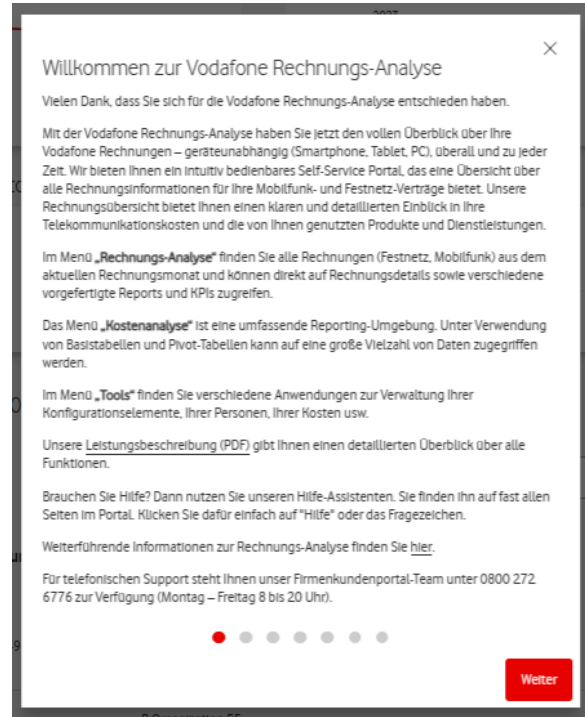 2023
Willkommen zur Vodafone Rechnungs-Analyse
Vielen Dank, dass Sie sich für die Vodafone Rechnungs-Analyse entschieden haben.
Mit der Vodafone Rechnungs-Analyse haben Sie jetzt den vollen Überblick über Ihre
Vodafone Rechnungen – geräteunabhängig (Smartphone, Tablet, PC), überall und zu jeder
Zeit. Wir bieten Ihnen ein intuitiv bedienbares Self-Service Portal, das eine Übersicht über
alle Rechnungsinformationen für Ihre Mobilfunk- und Festnetz-Verträge bietet. Unsere
Rechnungsübersicht bietet Ihnen einen klaren und detaillierten Einblick in Ihre
Telekommunikationskosten und die von Ihnen genutzten Produkte und Dienstleistungen.
Im Menü „Rechnungs-Analyse“ finden Sie alle Rechnungen (Festnetz, Mobilfunk) aus dem
aktuellen Rechnungsmonat und können direkt auf Rechnungsdetails sowie verschiedene
vorgefertigte Reports und KPIs zugreifen.
Das Menü „Kostenanalyse“ ist eine umfassende Reporting-Umgebung. Unter Verwendung
von Basistabellen und Pivot-Tabellen kann auf eine große Vielzahl von Daten zugegriffen
werden.
Im Menü „Tools“ finden Sie verschiedene Anwendungen zur Verwaltung Ihrer
Konfigurationselemente, Ihrer Personen, Ihrer Kosten usw.
Unsere Leistungsbeschreibung (PDF) gibt Ihnen einen detaillierten Überblick über alle
Funktionen.
Brauchen Sie Hilfe? Dann nutzen Sie unseren Hilfe-Assistenten. Sie finden ihn auf fast allen
Seiten im Portal. Klicken Sie dafür einfach auf "Hilfe" oder das Fragezeichen.
Weiterführende Informationen zur Rechnungs-Analyse finden Sie hier.
Für telefonischen Support steht Ihnen unser Firmenkundenportal-Team unter 0800 272
6776 zur Verfügung (Montag – Freitag 8 bis 20 Uhr).
Weiter